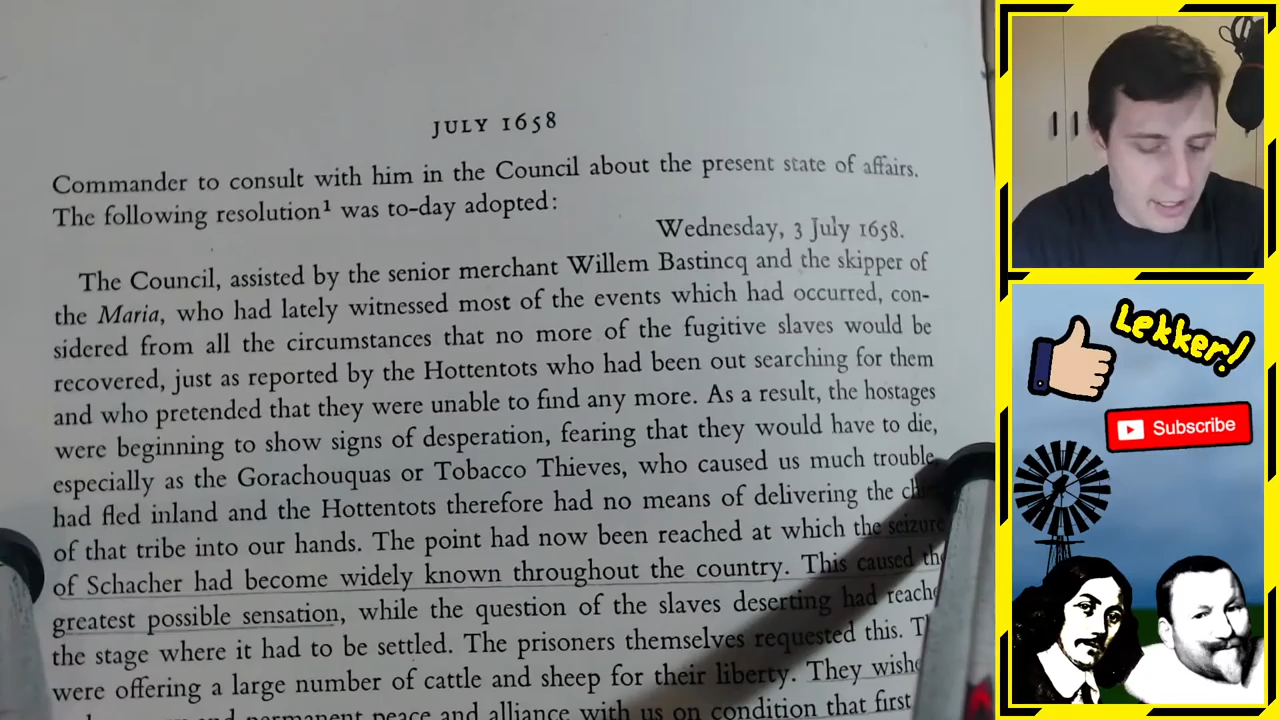 JULY 1658
Commander to consult with him in the Council about the present state of affairs.
The following resolution¹ was to-day adopted:
Wednesday, 3 July 1658.
The Council, assisted by the senior merchant Willem Bastincq and the skipper of
the Maria, who had lately witnessed most of the events which had occurred, con-
sidered from all the circumstances that no more of the fugitive slaves would be
recovered, just as reported by the Hottentots who had been out searching for them
and who pretended that they were unable to find any more. As a result, the hostages
were beginning to show signs of desperation, fearing that they would have to die,
especially as the Gorachouquas or Tobacco Thieves, who caused us much trouble,
had fled inland and the Hottentots therefore had no means of delivering the
of that tribe into our hands. The point had now been reached at which the seizure
of Schacher had become widely known throughout the country. This caused the
greatest possible sensation, while the question of the slaves deserting had
the stage where it had to be settled. The prisoners themselves requested this.
were offering a large number of cattle and sheep for their liberty. They
permanent peace and alliance with us on condition that first
Lekker!
Subscribe